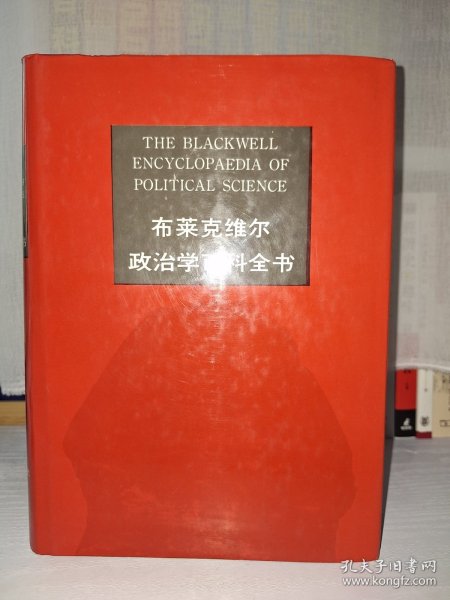 THE BLACKWELL
ENCYCLOPAEDIA OF
POLITICAL SCIENCE
布莱克维尔
政治学百科全书
孔夫子旧书网
www.kongfz.com